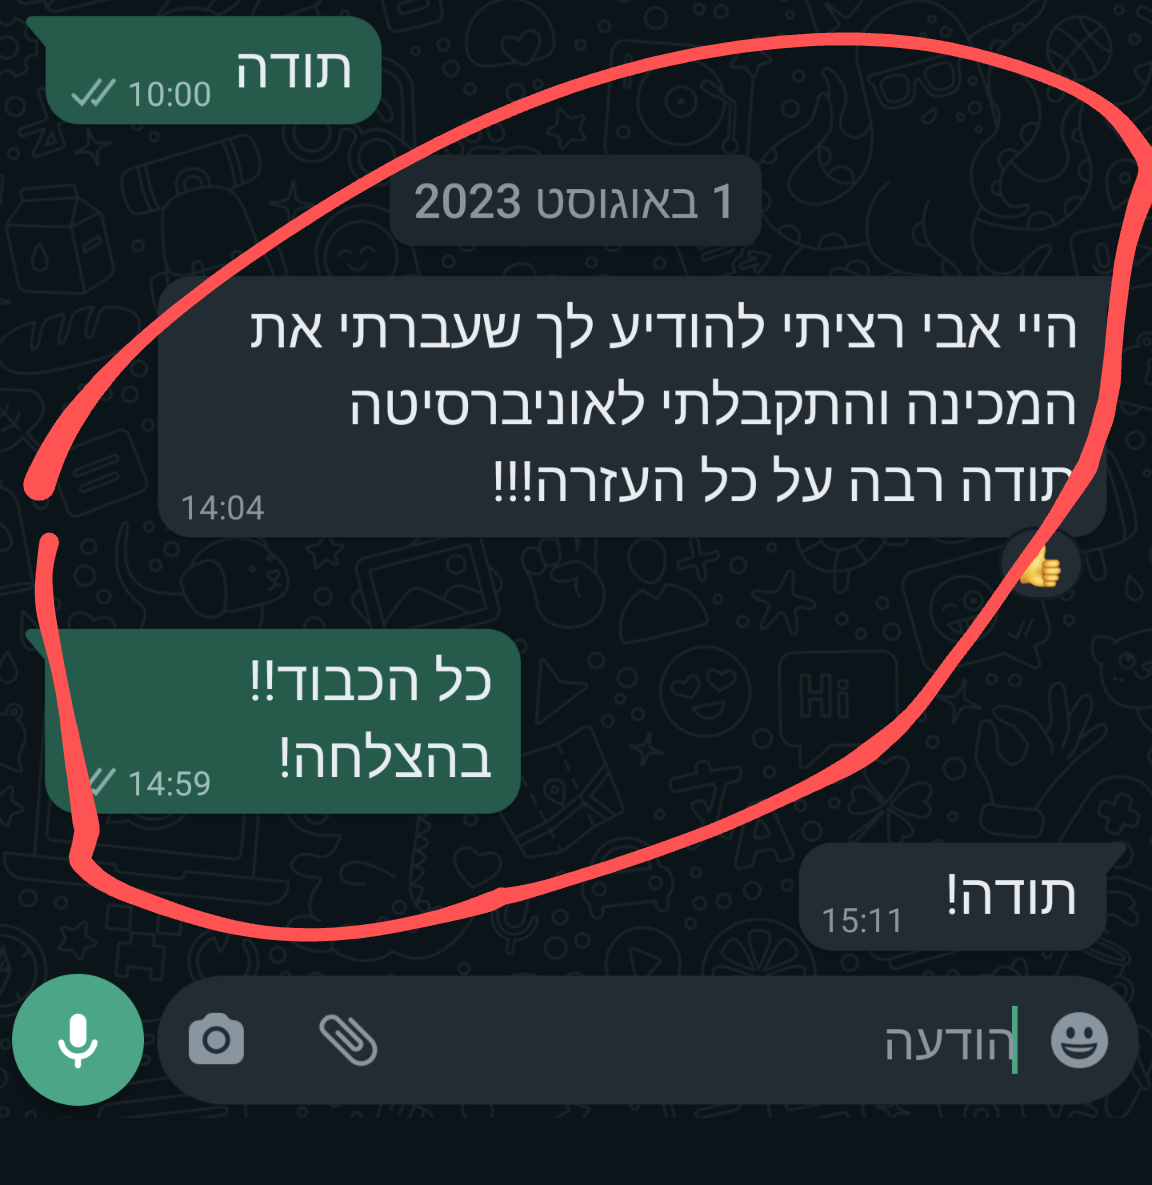 תודה
10:00
1 באוגוסט 2023
היי אבי רציתי להודיע לך שעברתי את
המכינה והתקבלתי לאוניברסיטה
תודה רבה על כל העזרה!!!
14:04
כל הכבוד!!
בהצלחה!
14:59
תודה!
15:11
הודעה